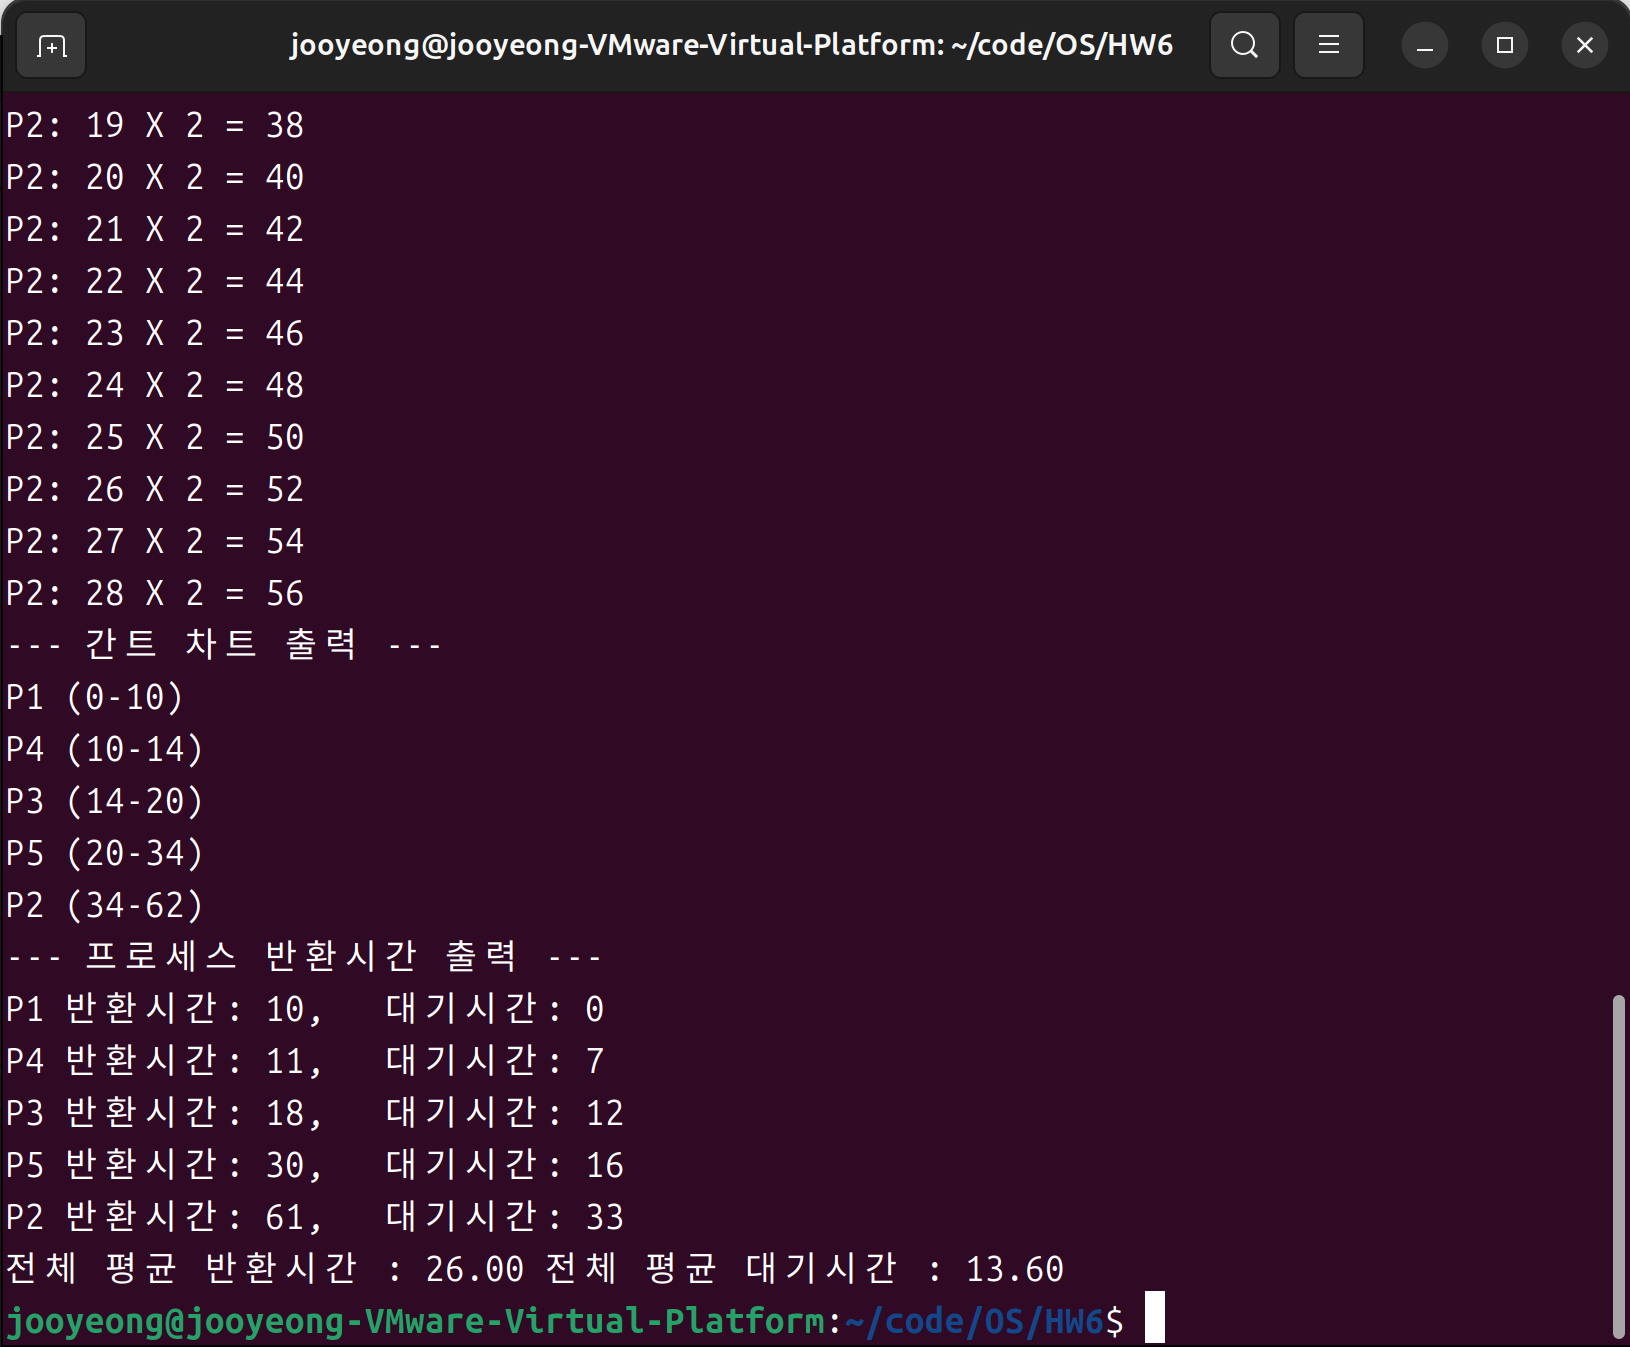 jooyeong@jooyeong-VMware-Virtual-Platform: ~/code/OS/HW6
P2: 19 X 2 = 38
P2: 20 X 2 = 40
P2: 21 X 2 = 42
P2: 22 X 2 = 44
P2: 23 X 2 = 46
P2: 24 X 2 = 48
P2: 25 X 2 = 50
P2: 26 X 2 = 52
P2: 27 X 2 = 54
P2: 28 X 2 = 56
--- 간트 차트 출력 ---
P1 (0-10)
P4 (10-14)
P3 (14-20)
P5 (20-34)
P2 (34-62)
--- 프로세스 반환시간 출력 ---
P1 반환시간: 10,   대기시간: 0
P4 반환시간: 11,   대기시간: 7
P3 반환시간: 18,   대기시간: 12
P5 반환시간: 30,   대기시간: 16
P2 반환시간: 61,   대기시간: 33
전체 평균 반환시간 : 26.00 전체 평균 대기시간 : 13.60
jooyeong@jooyeong-VMware-Virtual-Platform:~/code/OS/HW6$